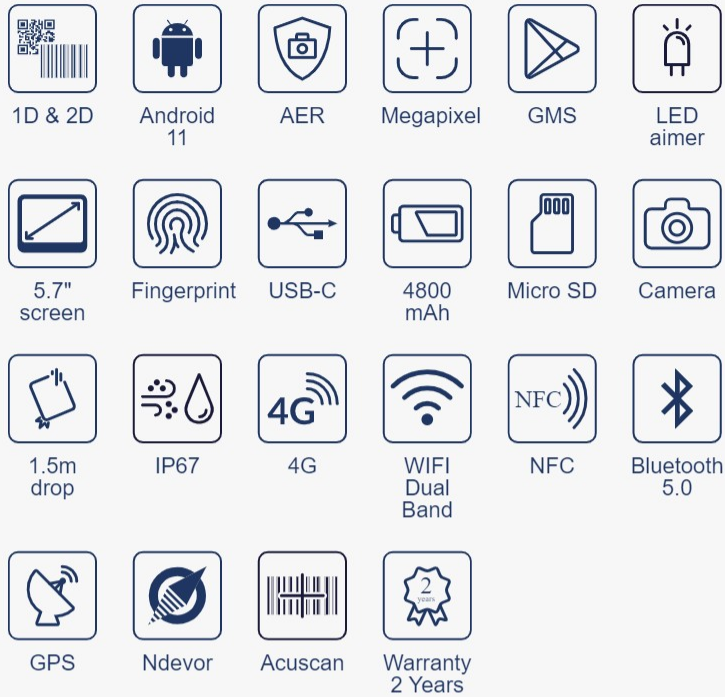 1D & 2D
Android
11
AER
Megapixel
GMS
LED
aimer
5.7"
screen
Fingerprint
USB-C
4800
mAh
Micro SD
Camera
4G
NFC
1.5m
drop
IP67
4G
WIFI
Dual
Band
NFC
Bluetooth
5.0
2
years
GPS
Ndevor
Acuscan
Warranty
2 Years